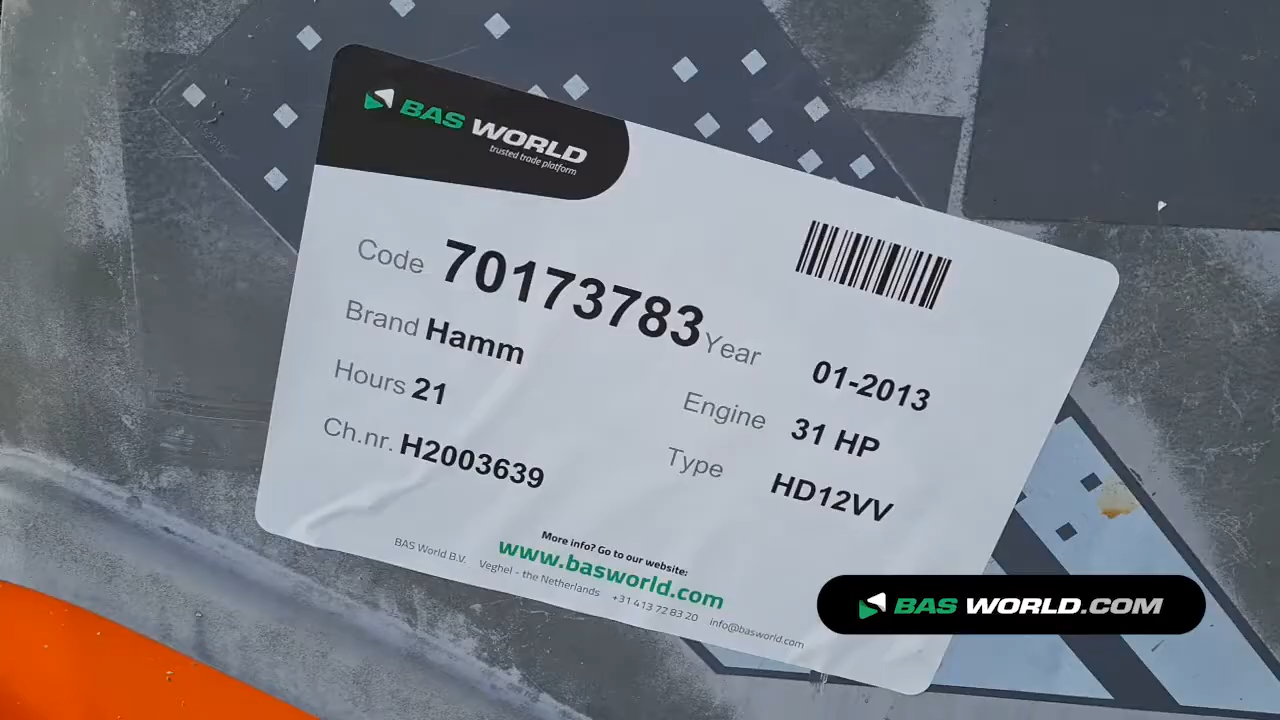 BAS WORLD
trusted trade platform
Code 70173783
Brand Hamm
Hours 21
Ch.nr. H2003639
Year 01-2013
Engine 31 HP
Type HD12VV
More info? Go to our website:
www.basworld.com
BAS World B.V. Veghel - the Netherlands +31 413 72 83 20 info@basworld.com
BAS WORLD.COM